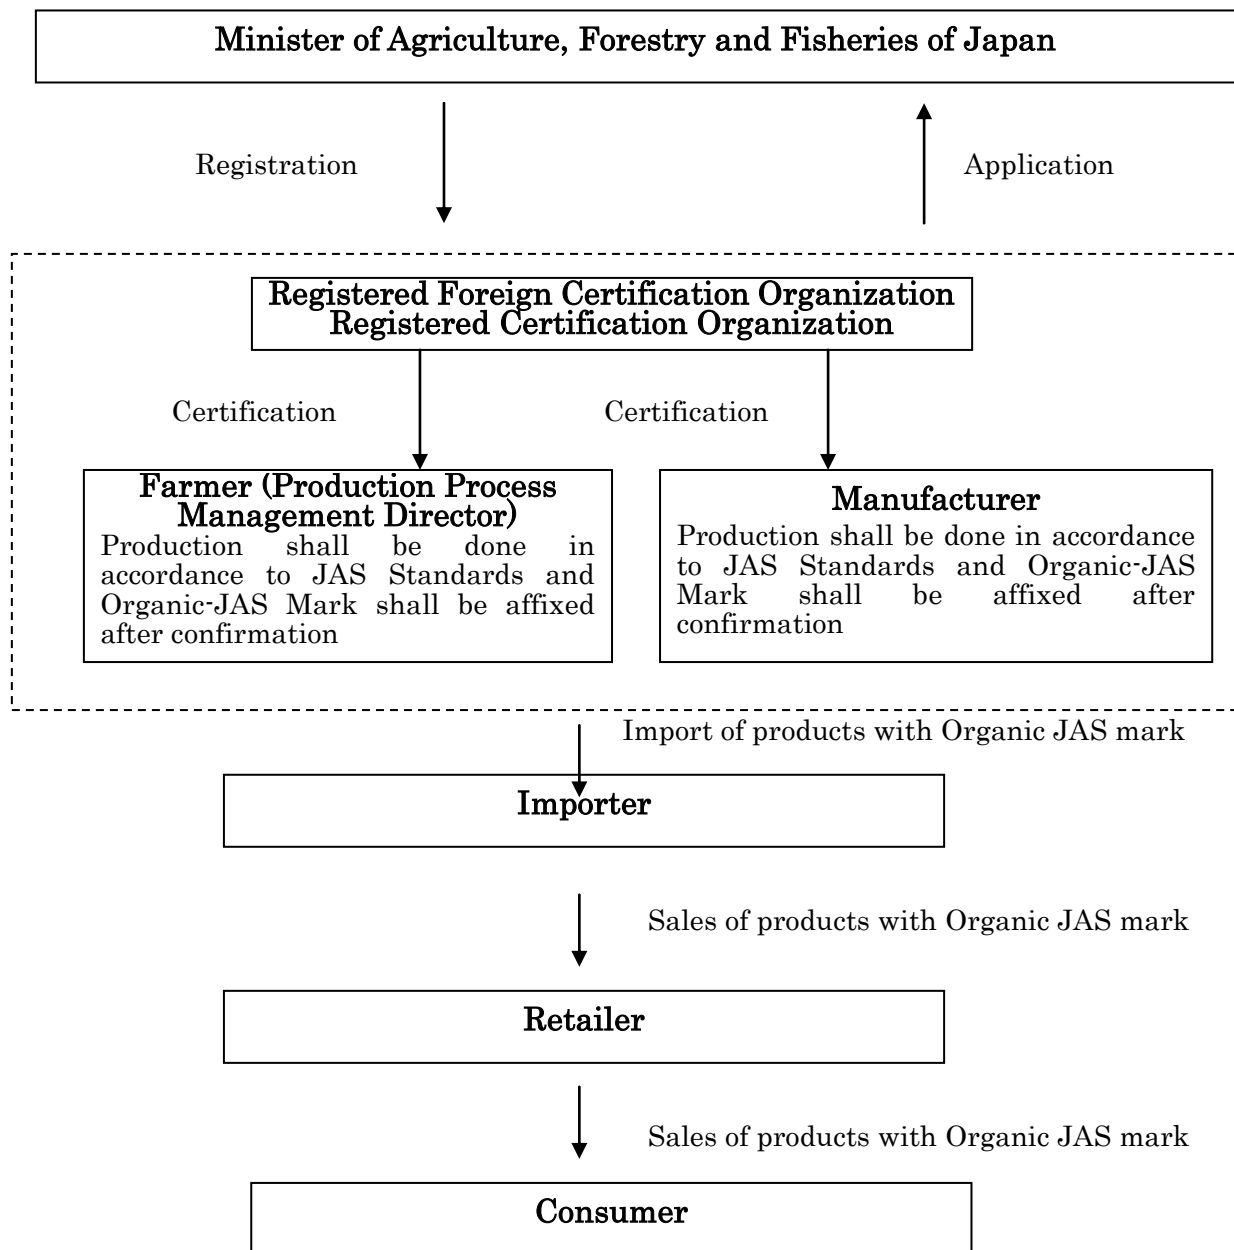 Minister of Agriculture, Forestry and Fisheries of Japan
Registration
Application
Registered Foreign Certification Organization
Registered Certification Organization
Certification
Certification
Farmer (Production Process
Management Director)
Production shall be done in
accordance to JAS Standards and
Organic-JAS Mark shall be affixed
after confirmation
Manufacturer
Production shall be done in accordance
to JAS Standards and Organic-JAS
Mark shall be affixed after
confirmation
Import of products with Organic JAS mark
Importer
Sales of products with Organic JAS mark
Retailer
Sales of products with Organic JAS mark
Consumer